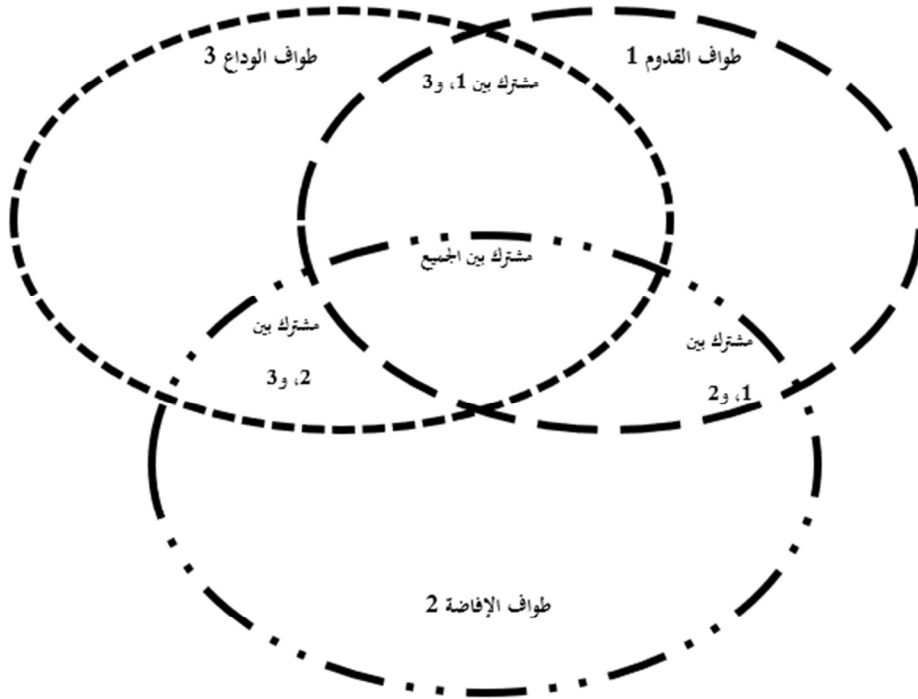 طواف القدوم 1
طواف الوداع 3
مشترك بين 1، و3
مشترك بين الجميع
مشترك بين
1، و2
مشترك بين
2، و3
طواف الإفاضة 2